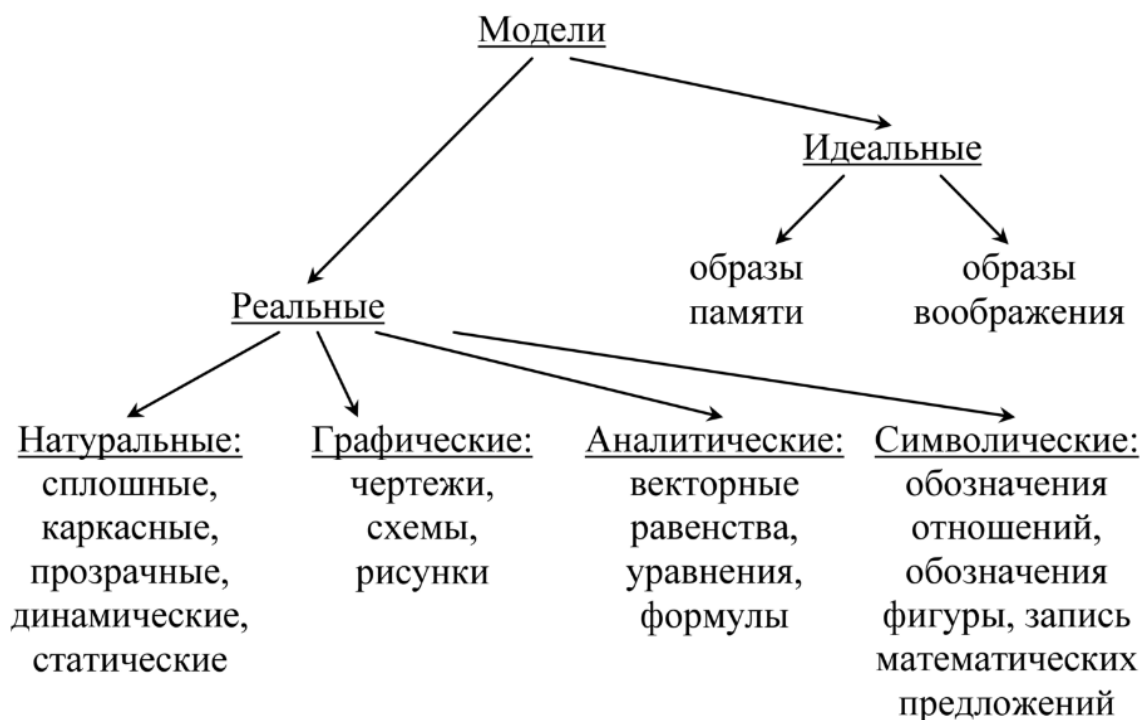 Модели
Идеальные
образы
памяти
образы
воображения
Реальные
Натуральные:
сплошные,
каркасные,
прозрачные,
динамические,
статические
Графические:
чертежи,
схемы,
рисунки
Аналитические:
векторные
равенства,
уравнения,
формулы
Символические:
обозначения
отношений,
обозначения
фигуры, запись
математических
предложений